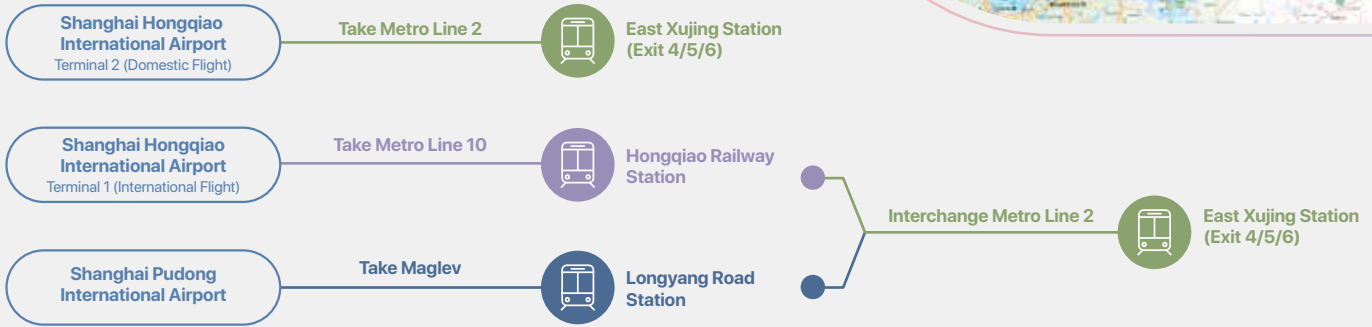 Shanghai Hongqiao
International Airport
Terminal 2 (Domestic Flight)
Take Metro Line 2
East Xujing Station
(Exit 4/5/6)
Shanghai Hongqiao
International Airport
Terminal 1 (International Flight)
Take Metro Line 10
Hongqiao Railway
Station
Shanghai Pudong
International Airport
Take Maglev
Longyang Road
Station
Interchange Metro Line 2
East Xujing Station
(Exit 4/5/6)